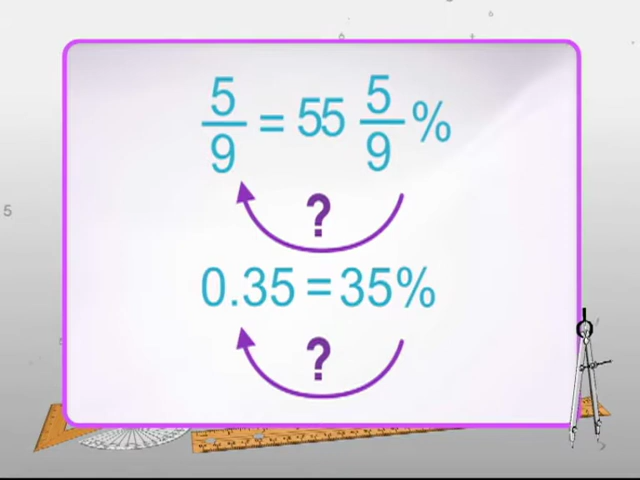 5/9 = 55 5/9 %
?
0.35 = 35%
?